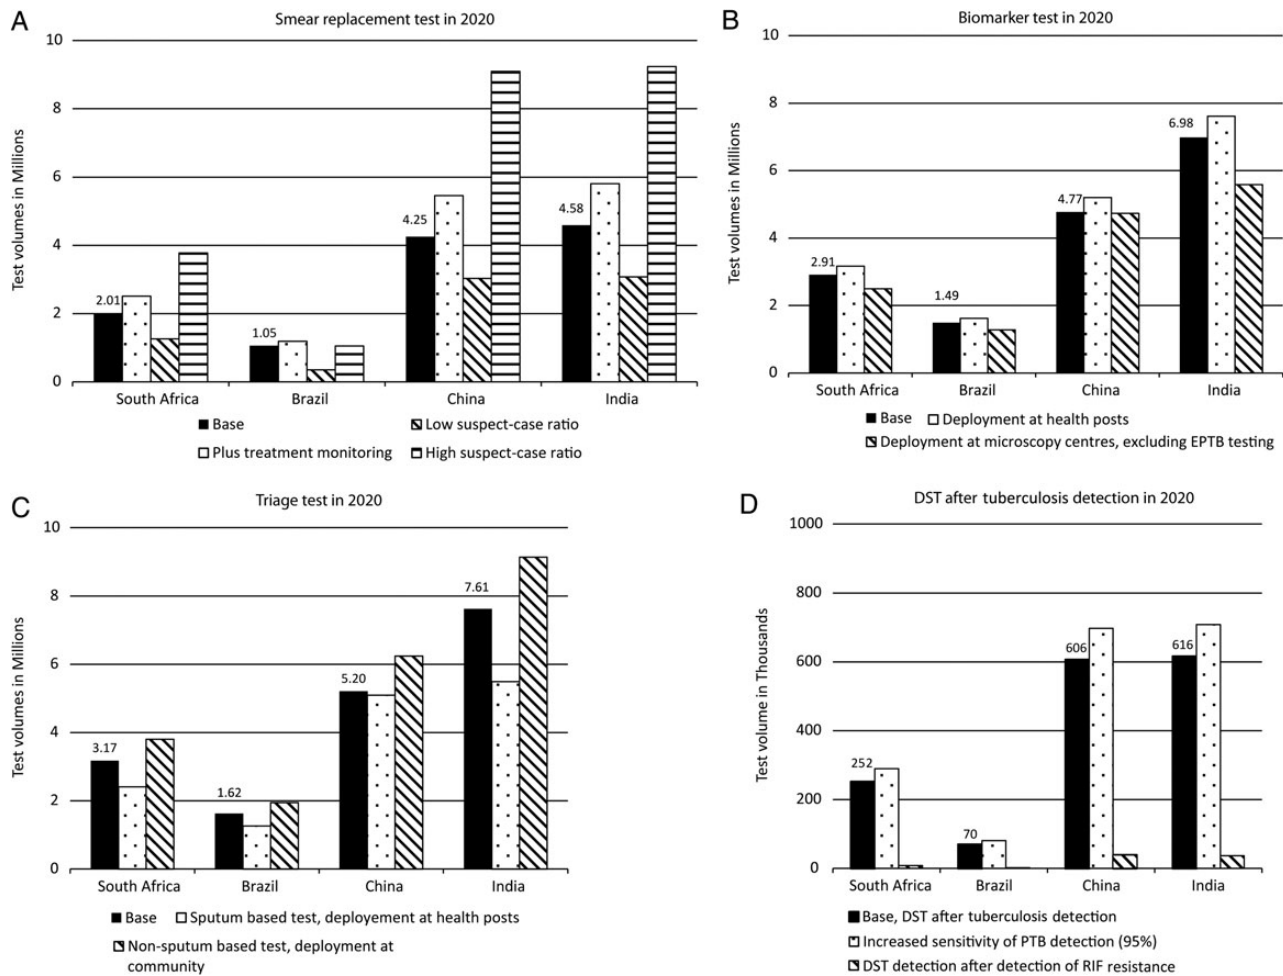 A
Smear replacement test in 2020
Test volumes in Millions
10
8
6
4
2
0
2.01
1.05
4.25
4.58
South Africa
Brazil
China
India
Base
Low suspect-case ratio
Plus treatment monitoring
High suspect-case ratio
B
Biomarker test in 2020
Test volumes in Millions
10
8
6
4
2
0
2.91
1.49
4.77
6.98
South Africa
Brazil
China
India
Base
Deployment at health posts
Deployment at microscopy centres, excluding EPTB testing
C
Triage test in 2020
Test volumes in Millions
10
8
6
4
2
0
3.17
1.62
5.20
7.61
South Africa
Brazil
China
India
Base
Sputum based test, deployement at health posts
Non-sputum based test, deployment at
community
D
DST after tuberculosis detection in 2020
Test volume in Thousands
1000
800
600
400
200
0
252
70
606
616
South Africa
Brazil
China
India
Base, DST after tuberculosis detection
Increased sensitivity of PTB detection (95%)
DST detection after detection of RIF resistance